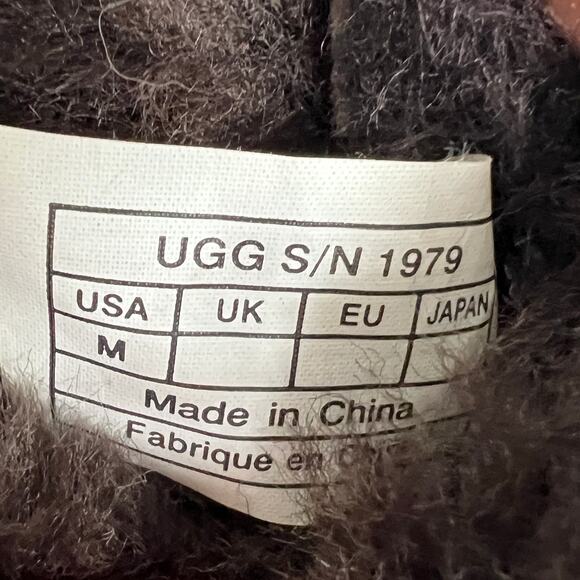 UGG S/N 1979
USA UK EU JAPAN
M
Made in China
Fabrique en